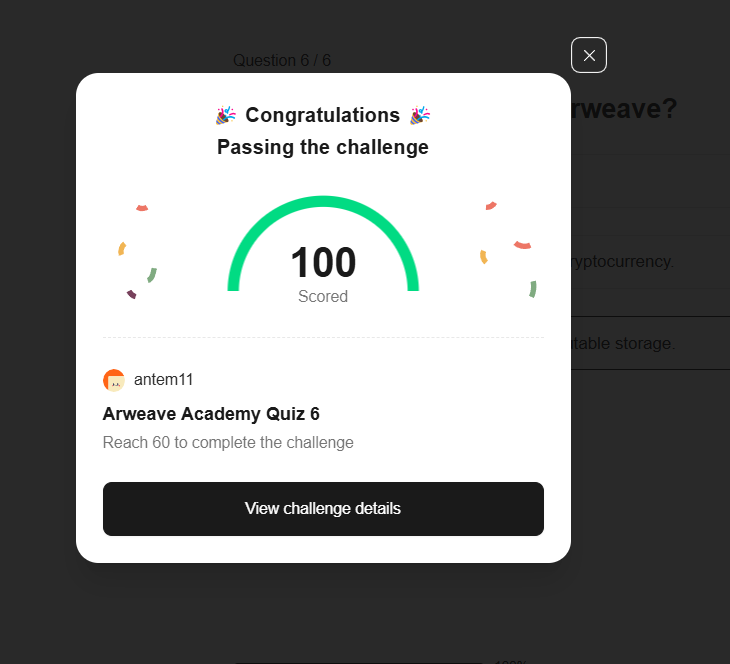 Question 6 / 6
rweave?
Congratulations
Passing the challenge
100
Scored
ryptocurrency.
table storage.
antem11
Arweave Academy Quiz 6
Reach 60 to complete the challenge
View challenge details